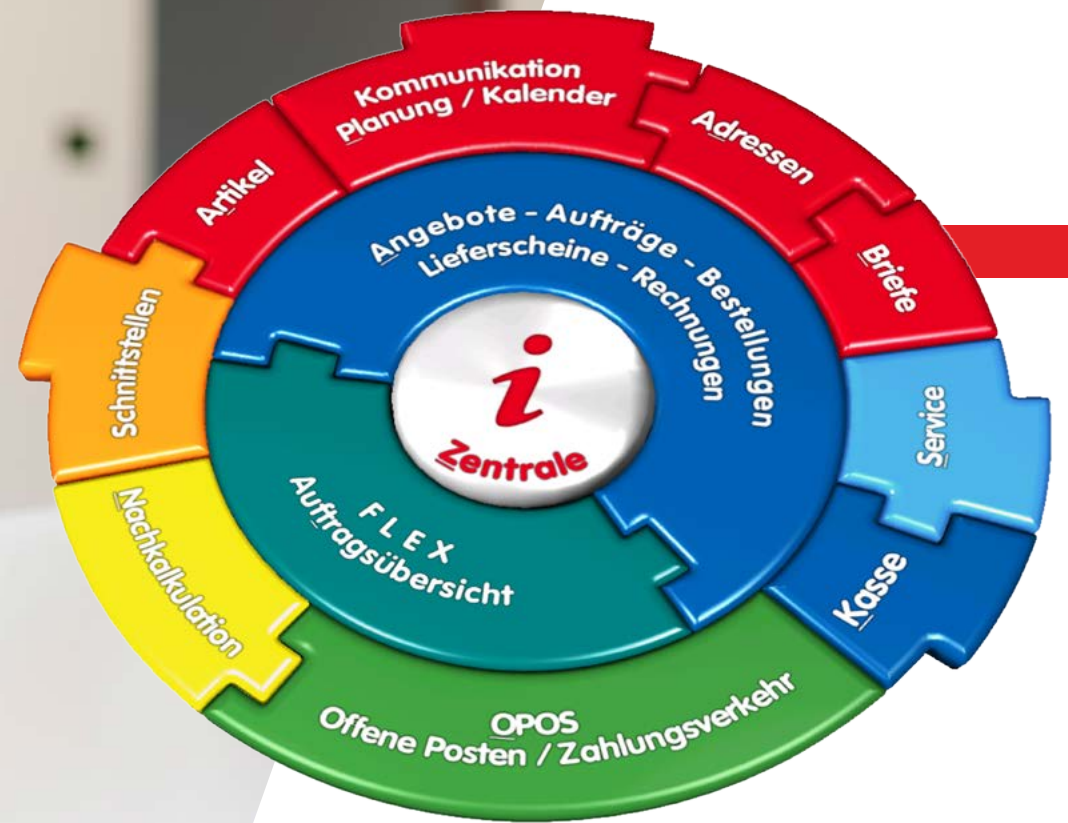 Kommunikation
Planung / Kalender
Adressen
Artikel
Briefe
Angebote - Aufträge - Bestellungen
Lieferscheine - Rechnungen
Schnittstellen
i
Zentrale
Service
FLEX
Auftragsübersicht
Nachkalkulation
Kasse
OPOS
Offene Posten / Zahlungsverkehr